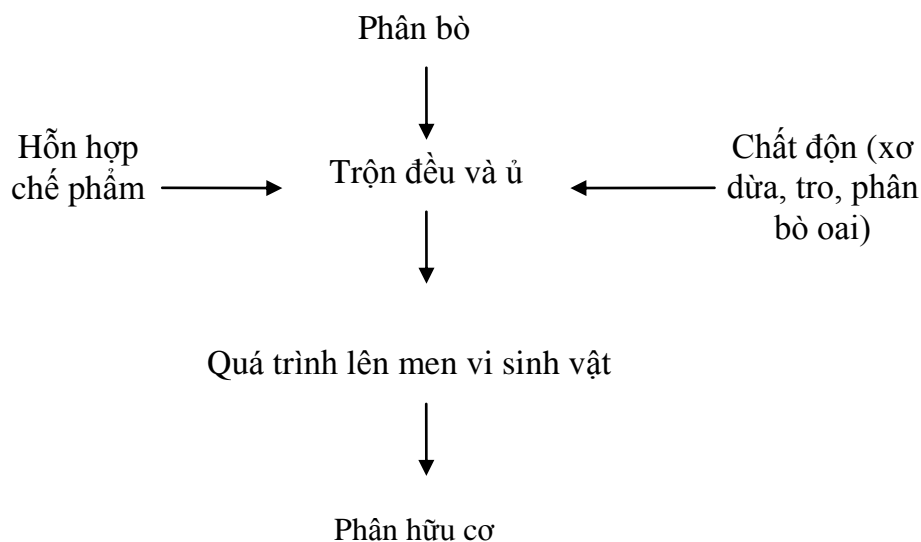 Phân bò
Hỗn hợp
chế phẩm
Trộn đều và ủ
Chất độn (xơ
dừa, tro, phân
bò oai)
Quá trình lên men vi sinh vật
Phân hữu cơ